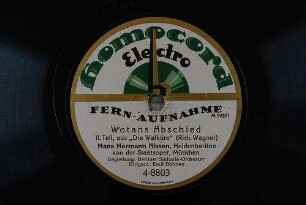 Homocord
Electro
FERN-AUFNAHME
Wotans Abschied
II. Teil, aus „Die Walküre" (Rich. Wagner)
Hans Hermann Nissen, Heldenbariton
von der Staatsoper, München
Begleitung: Berliner Sinfonie-Orchester
Dirigent: Emil Bohnke
4-8803